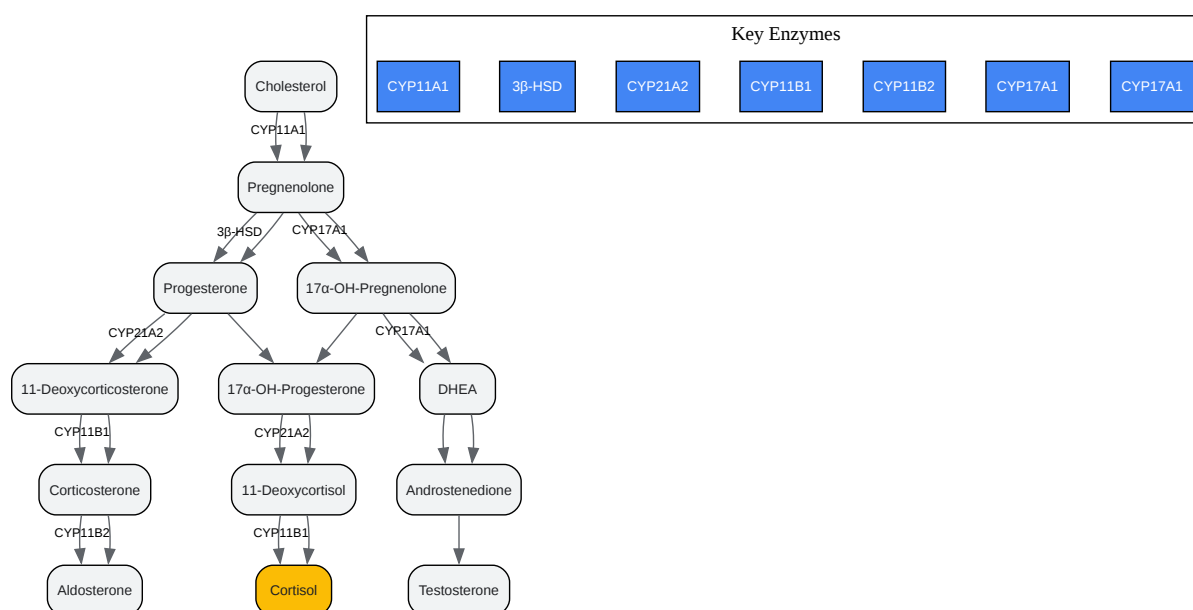 Key Enzymes
CYP11A1 3β-HSD CYP21A2 CYP11B1 CYP11B2 CYP17A1 CYP17A1
Cholesterol
CYP11A1
Pregnenolone
3β-HSD CYP17A1
Progesterone 17α-OH-Pregnenolone
CYP21A2 CYP17A1
11-Deoxycorticosterone 17α-OH-Progesterone DHEA
CYP11B1 CYP21A2
Corticosterone 11-Deoxycortisol Androstenedione
CYP11B2 CYP11B1
Aldosterone Cortisol Testosterone